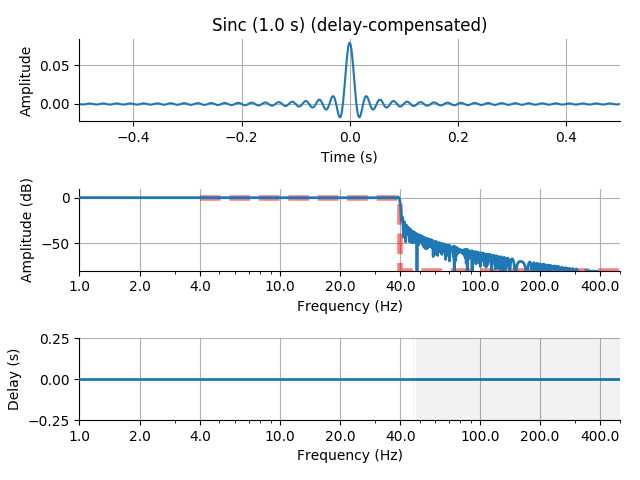 Sinc (1.0 s) (delay-compensated)
Amplitude
0.05
0.00
−0.4 −0.2 0.0 0.2 0.4
Time (s)
Amplitude (dB)
0
−50
1.0 2.0 4.0 10.0 20.0 40.0 100.0 200.0 400.0
Frequency (Hz)
Delay (s)
0.25
0.00
−0.25
1.0 2.0 4.0 10.0 20.0 40.0 100.0 200.0 400.0
Frequency (Hz)